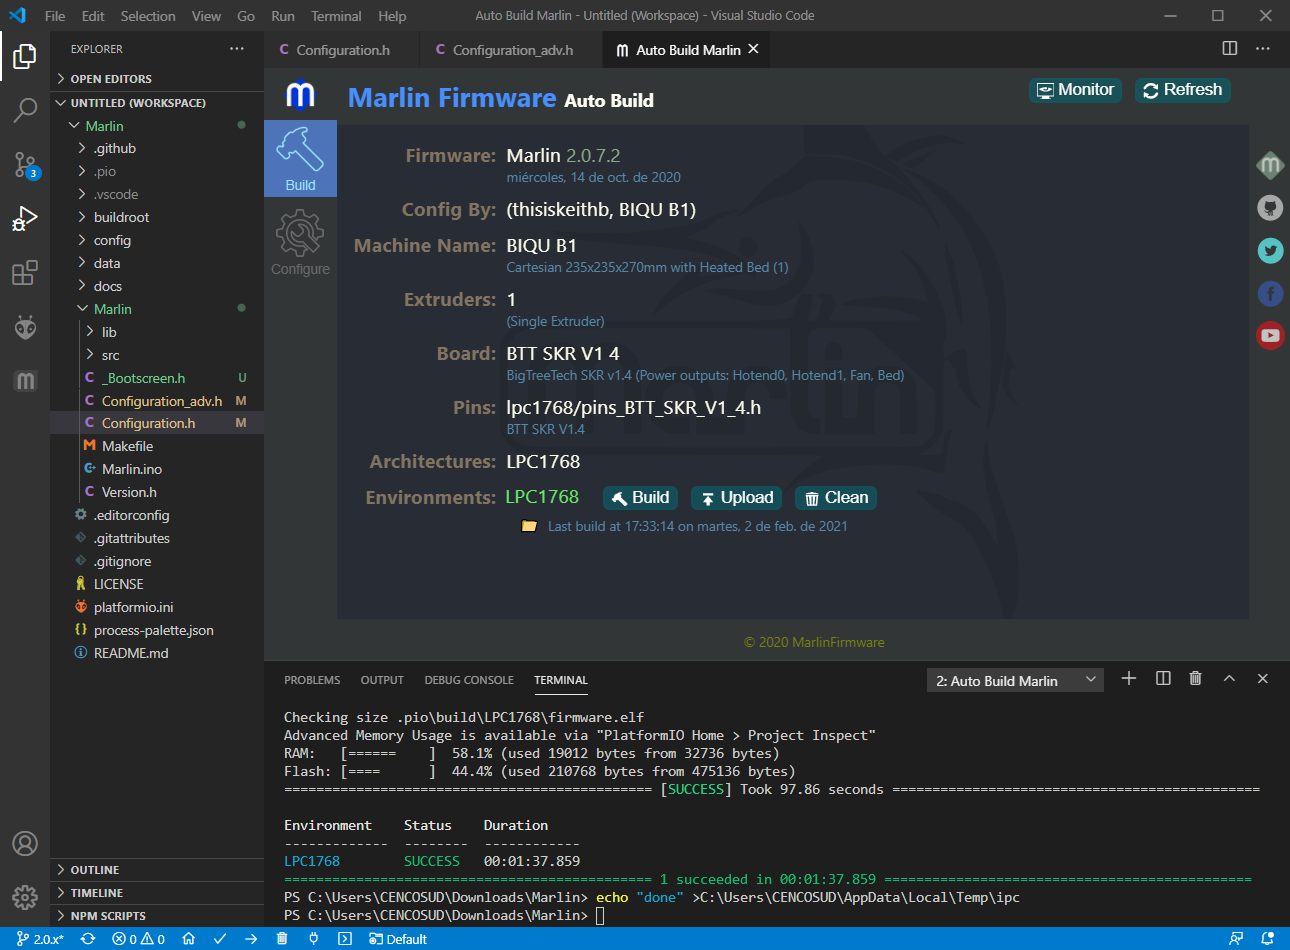 File Edit Selection View Go Run Terminal Help
Auto Build Marlin - Untitled (Workspace) - Visual Studio Code
EXPLORER
Configuration.h
Configuration_adv.h
Auto Build Marlin
OPEN EDITORS
UNTITLED (WORKSPACE)
Marlin
.github
.pio
.vscode
buildroot
config
data
docs
Marlin
lib
src
C _Bootscreen.h U
C Configuration_adv.h M
C Configuration.h M
Makefile
Marlin.ino
C Version.h
.editorconfig
.gitattributes
.gitignore
LICENSE
platformio.ini
process-palette.json
README.md
OUTLINE
TIMELINE
NPM SCRIPTS
3
Marlin Firmware Auto Build
Monitor
Refresh
Build
Configure
Firmware: Marlin 2.0.7.2
miércoles, 14 de oct. de 2020
Config By: (thisiskeithb, BIQU B1)
Machine Name: BIQU B1
Cartesian 235x235x270mm with Heated Bed (1)
Extruders: 1
(Single Extruder)
Board: BTT SKR V1 4
BigTreeTech SKR v1.4 (Power outputs: Hotend0, Hotend1, Fan, Bed)
Pins: lpc1768/pins_BTT_SKR_V1_4.h
BTT SKR V1.4
Architectures: LPC1768
Environments: LPC1768 Build Upload Clean
Last build at 17:33:14 on martes, 2 de feb. de 2021
© 2020 MarlinFirmware
PROBLEMS OUTPUT DEBUG CONSOLE TERMINAL
2: Auto Build Marlin
Checking size .pio\build\LPC1768\firmware.elf
Advanced Memory Usage is available via "PlatformIO Home > Project Inspect"
RAM:   [======    ]  58.1% (used 19012 bytes from 32736 bytes)
Flash: [====      ]  44.4% (used 210768 bytes from 475136 bytes)
============================================== [SUCCESS] Took 97.86 seconds ==============================================
Environment    Status    Duration
-------------  --------  ------------
LPC1768        SUCCESS   00:01:37.859
============================================== 1 succeeded in 00:01:37.859 ==============================================
PS C:\Users\CENCOSUD\Downloads\Marlin> echo "done" >C:\Users\CENCOSUD\AppData\Local\Temp\ipc
PS C:\Users\CENCOSUD\Downloads\Marlin>
2.0.x* 0 0 Default